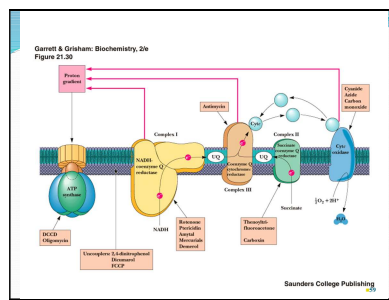 Garrett & Grisham: Biochemistry, 2/e
Figure 21.30
Proton
gradient
Antimycin
Cyanide
Azide
Carbon
monoxide
Complex I
Cytc
Complex II
NADH-
coenzyme Q
reductase
UQ
Coenzyme Q
cytochrome c
reductase
UQ
Succinate
coenzyme Q
reductase
Cytc
oxidase
ATP
synthase
Complex III
½O₂ + 2H⁺
H₂O
NADH
Succinate
DCCD
Oligomycin
Rotenone
Piericidin
Amytal
Mercurials
Demerol
Thenoyltri-
fluoroacetone
Carboxin
Uncouplers: 2,4-dinitrophenol
Dicumarol
FCCP
Saunders College Publishing
59